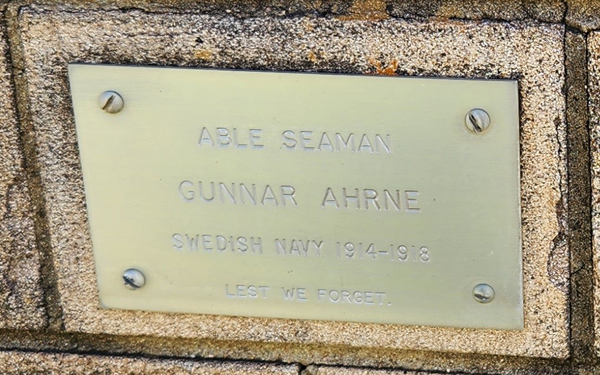 ABLE SEAMAN
GUNNAR AHRNE
SWEDISH NAVY 1914-1918
LEST WE FORGET.